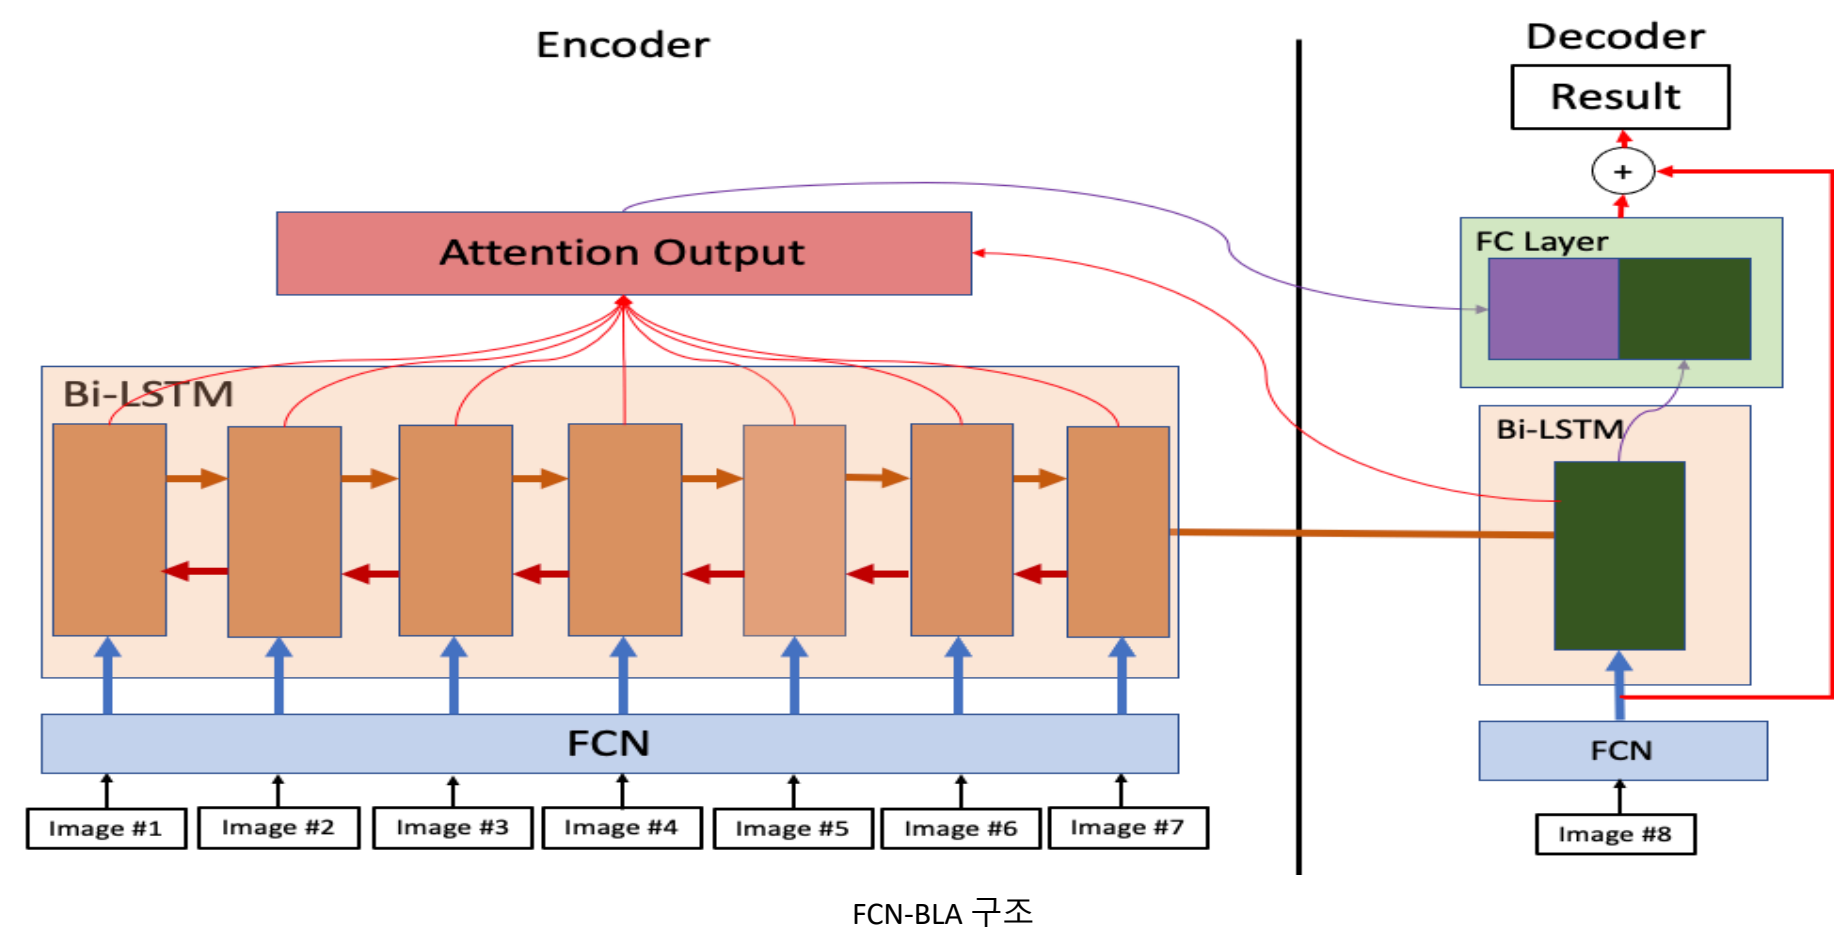 Encoder
Decoder
Result
+
FC Layer
Attention Output
Bi-LSTM
Bi-LSTM
FCN
FCN
Image #1
Image #2
Image #3
Image #4
Image #5
Image #6
Image #7
Image #8
FCN-BLA 구조